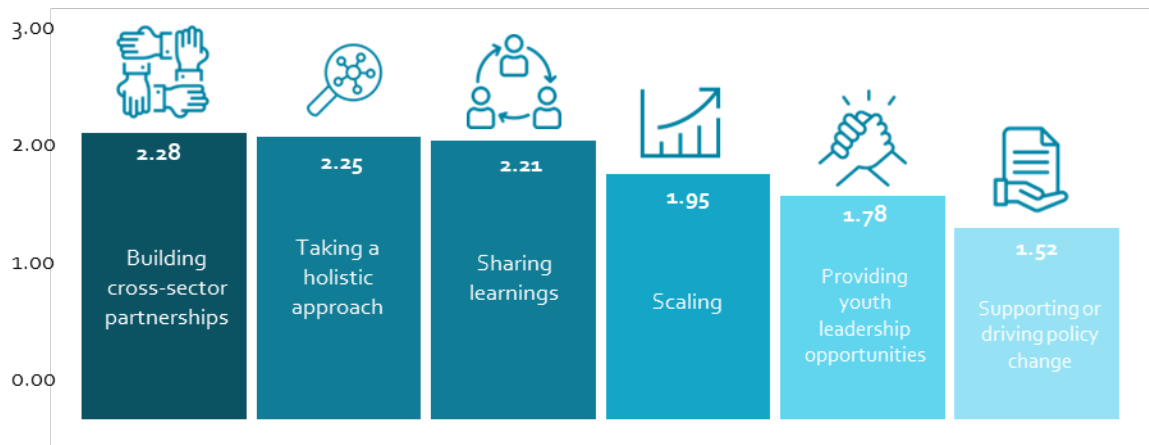 3.00
2.00
1.00
0.00
2.28
Building
cross-sector
partnerships
2.25
Taking a
holistic
approach
2.21
Sharing
learnings
1.95
Scaling
1.78
Providing
youth
leadership
opportunities
1.52
Supporting or
driving policy
change